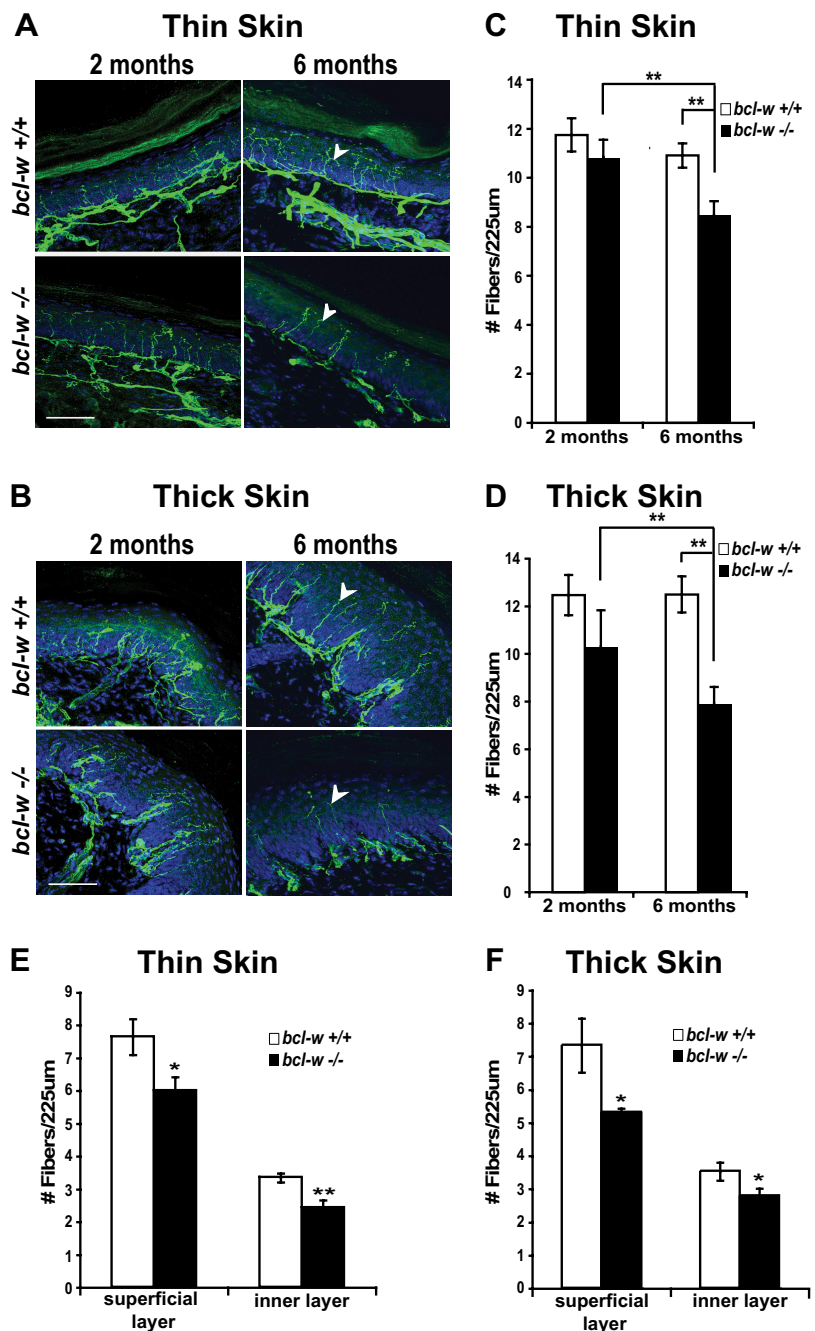 A Thin Skin
2 months 6 months
bcl-w +/+
bcl-w -/-
B Thick Skin
2 months 6 months
bcl-w +/+
bcl-w -/-
C Thin Skin
# Fibers/225um
14
12
10
8
6
4
2
0
**
**
bcl-w +/+
bcl-w -/-
2 months 6 months
D Thick Skin
# Fibers/225um
14
12
10
8
6
4
2
0
**
**
bcl-w +/+
bcl-w -/-
2 months 6 months
E Thin Skin
# Fibers/225um
9
8
7
6
5
4
3
2
1
0
*
**
bcl-w +/+
bcl-w -/-
superficial inner layer
layer
F Thick Skin
# Fibers/225um
9
8
7
6
5
4
3
2
1
0
*
*
bcl-w +/+
bcl-w -/-
superficial inner layer
layer